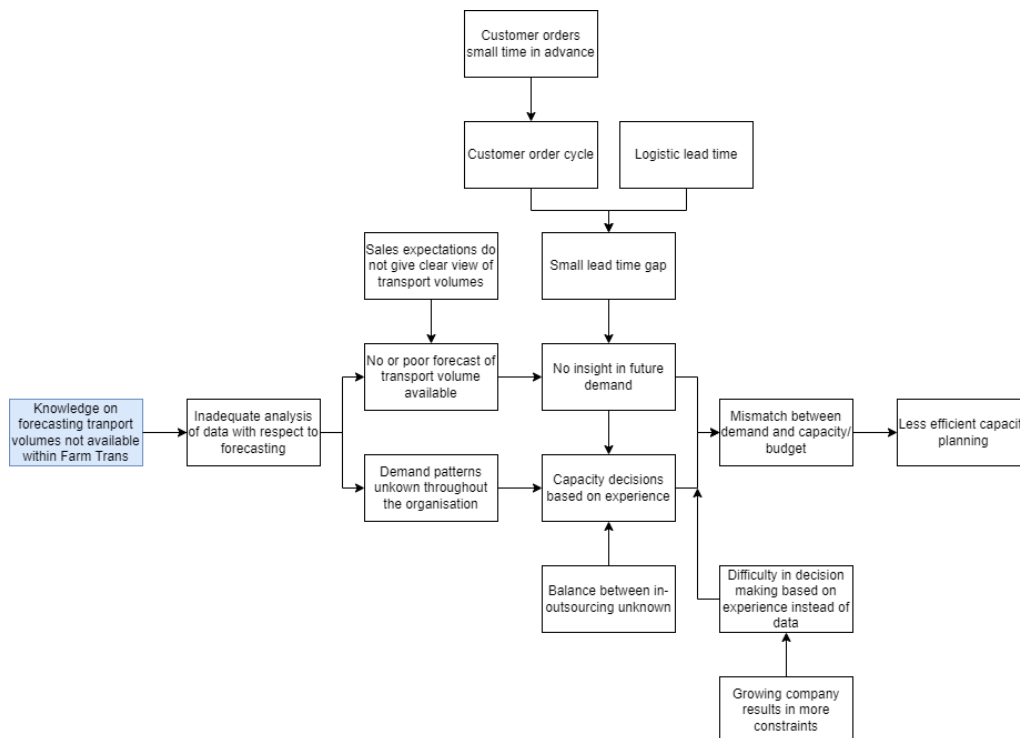 Customer orders
small time in advance
Customer order cycle
Logistic lead time
Sales expectations do
not give clear view of
transport volumes
Small lead time gap
No or poor forecast of
transport volume
available
No insight in future
demand
Knowledge on
forecasting tranport
volumes not available
within Farm Trans
Inadequate analysis
of data with respect to
forecasting
Mismatch between
demand and capacity/
budget
Less efficient capacity
planning
Demand patterns
unkown throughout
the organisation
Capacity decisions
based on experience
Balance between in-
outsourcing unknown
Difficulty in decision
making based on
experience instead of
data
Growing company
results in more
constraints